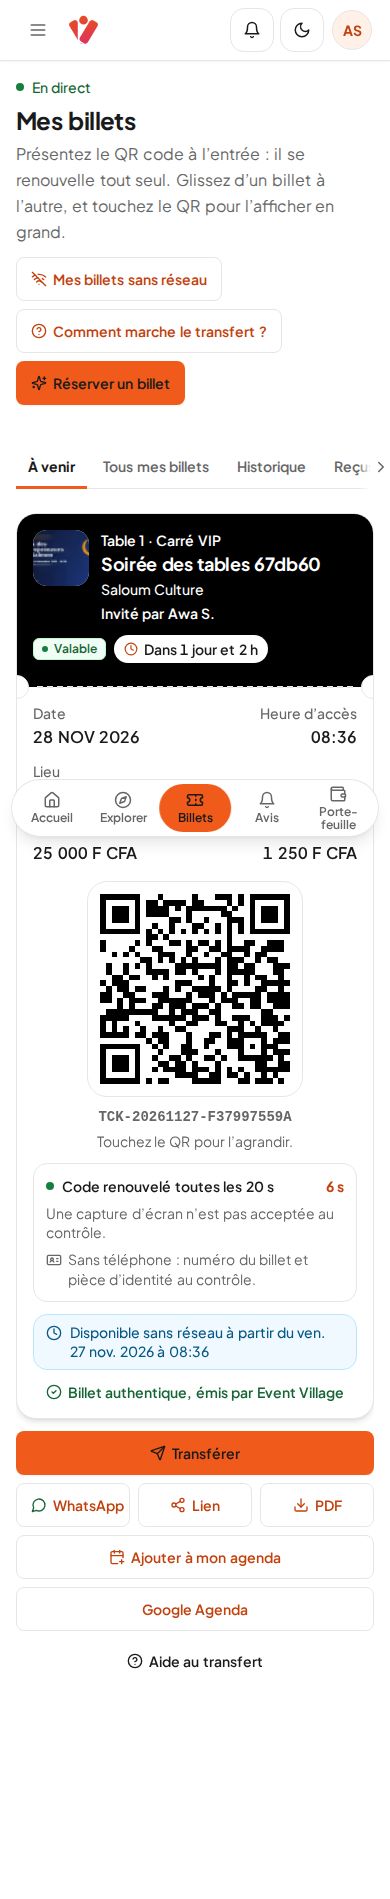 AS
En direct
Mes billets
Présentez le QR code à l’entrée : il se
renouvelle tout seul. Glissez d’un billet à
l’autre, et touchez le QR pour l’afficher en
grand.
Mes billets sans réseau
Comment marche le transfert ?
Réserver un billet
À venir
Tous mes billets
Historique
Reçus
Table 1 · Carré VIP
Soirée des tables 67db60
Saloum Culture
Invité par Awa S.
Valable
Dans 1 jour et 2 h
Date
Heure d’accès
28 NOV 2026
08:36
Lieu
Accueil
Explorer
Billets
Avis
Porte-
feuille
25 000 F CFA
1 250 F CFA
TCK-20261127-F37997559A
Touchez le QR pour l’agrandir.
Code renouvelé toutes les 20 s
6 s
Une capture d’écran n’est pas acceptée au
contrôle.
Sans téléphone : numéro du billet et
pièce d’identité au contrôle.
Disponible sans réseau à partir du ven.
27 nov. 2026 à 08:36
Billet authentique, émis par Event Village
Transférer
WhatsApp
Lien
PDF
Ajouter à mon agenda
Google Agenda
Aide au transfert